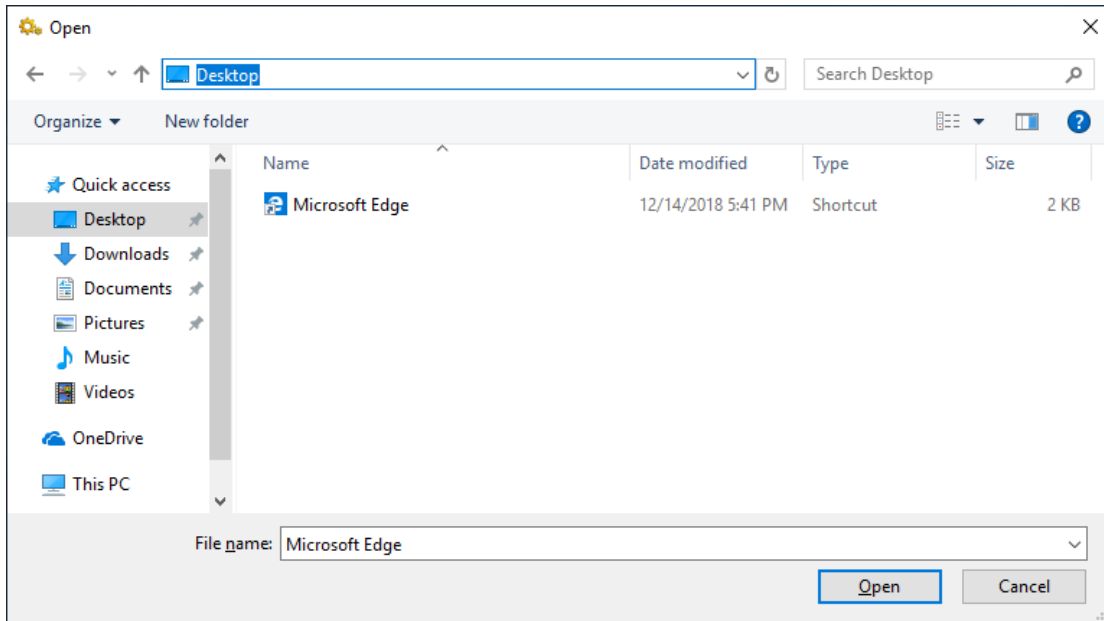 Open
Desktop
Search Desktop
Organize
New folder
Name
Date modified
Type
Size
Quick access
Desktop
Downloads
Documents
Pictures
Music
Videos
OneDrive
This PC
Microsoft Edge
12/14/2018 5:41 PM
Shortcut
2 KB
File name:
Microsoft Edge
Open
Cancel